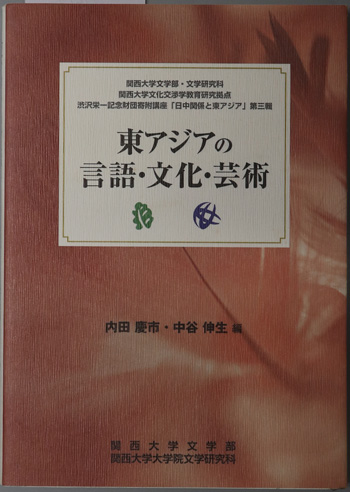 関西大学文学部・文学研究科
関西大学文化交渉学教育研究拠点
渋沢栄一記念財団寄附講座「日中関係と東アジア」第三輯
東アジアの
言語・文化・芸術
内田 慶市・中谷 伸生 編
関西大学文学部
関西大学大学院文学研究科